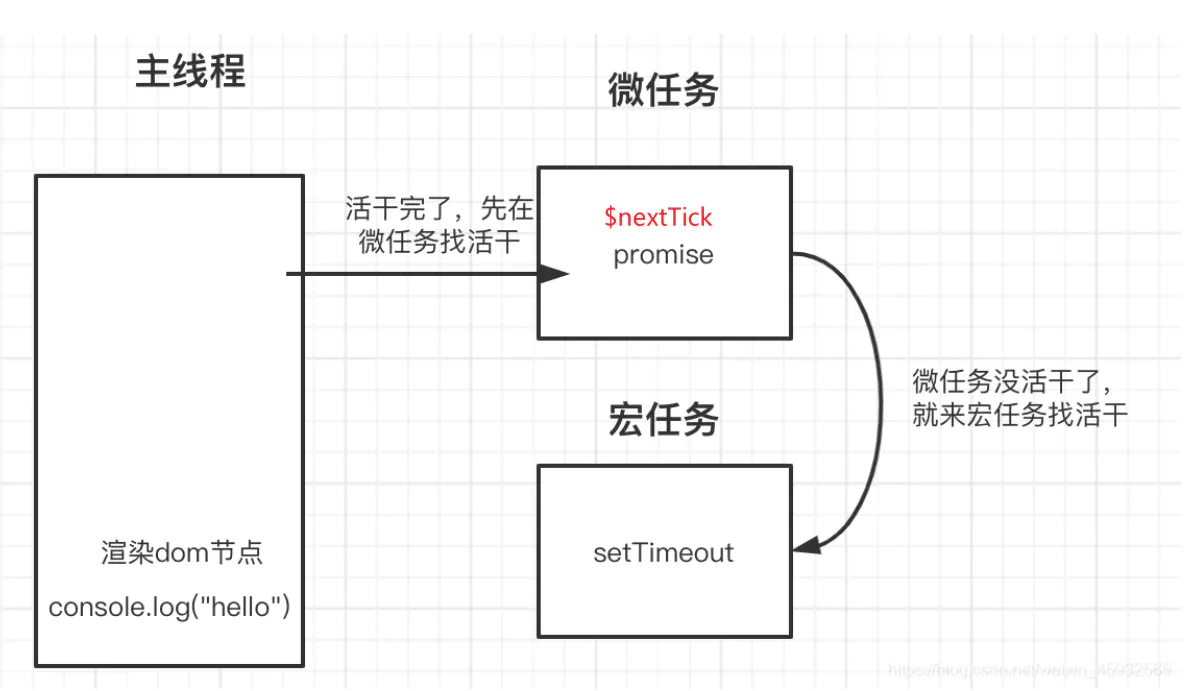 主线程
微任务
活干完了，先在
微任务找活干
$nextTick
promise
微任务没活干了，
就来宏任务找活干
宏任务
setTimeout
渲染dom节点
console.log("hello")
https://blog.csdn.net/weixin_45932565